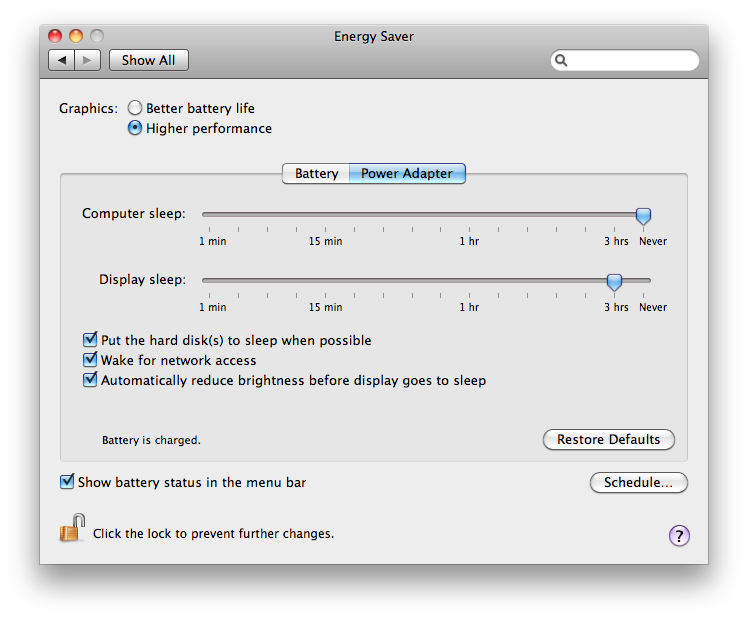 Energy Saver
Show All
Graphics: Better battery life
Higher performance
Battery Power Adapter
Computer sleep:
1 min 15 min 1 hr 3 hrs Never
Display sleep:
1 min 15 min 1 hr 3 hrs Never
Put the hard disk(s) to sleep when possible
Wake for network access
Automatically reduce brightness before display goes to sleep
Battery is charged. Restore Defaults
Show battery status in the menu bar Schedule...
Click the lock to prevent further changes. ?